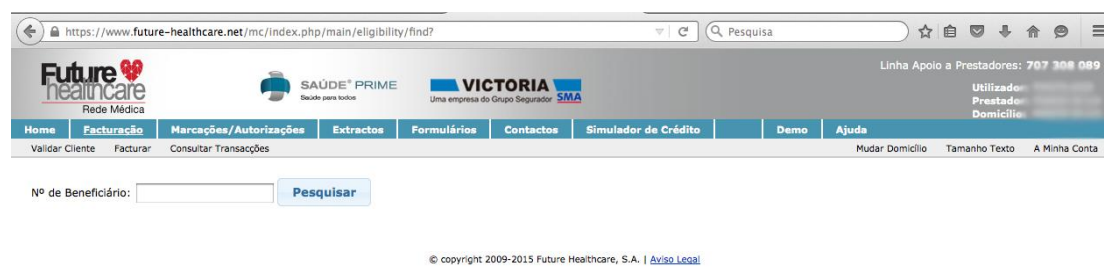 https://www.future-healthcare.net/mc/index.php/main/eligibility/find?
Pesquisa
Future healthcare
Rede Médica
SAÚDE® PRIME
Saúde para todos
VICTORIA
Uma empresa do Grupo Segurador SMA
Linha Apoio a Prestadores: 707 308 089
Utilizador
Prestador
Domicílio
Home Facturação Marcações/Autorizações Extractos Formulários Contactos Simulador de Crédito Demo Ajuda
Validar Cliente Facturar Consultar Transacções Mudar Domicílio Tamanho Texto A Minha Conta
Nº de Beneficiário: Pesquisar
© copyright 2009-2015 Future Healthcare, S.A. | Aviso Legal